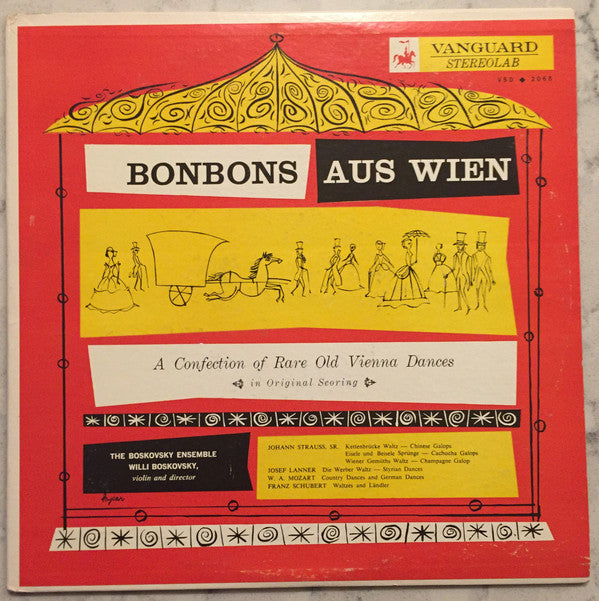 VANGUARD
STEREOLAB
VSD ◆ 2068
BONBONS AUS WIEN
A Confection of Rare Old Vienna Dances
in Original Scoring
THE BOSKOVSKY ENSEMBLE
WILLI BOSKOVSKY,
violin and director
JOHANN STRAUSS, SR. Kettenbrücke Waltz — Chinese Galops
Eisele und Beisele Sprünge — Cachucha Galops
Wiener Gemüths Waltz — Champagne Galop
JOSEF LANNER Die Werber Waltz — Styrian Dances
W. A. MOZART Country Dances and German Dances
FRANZ SCHUBERT Waltzes and Ländler